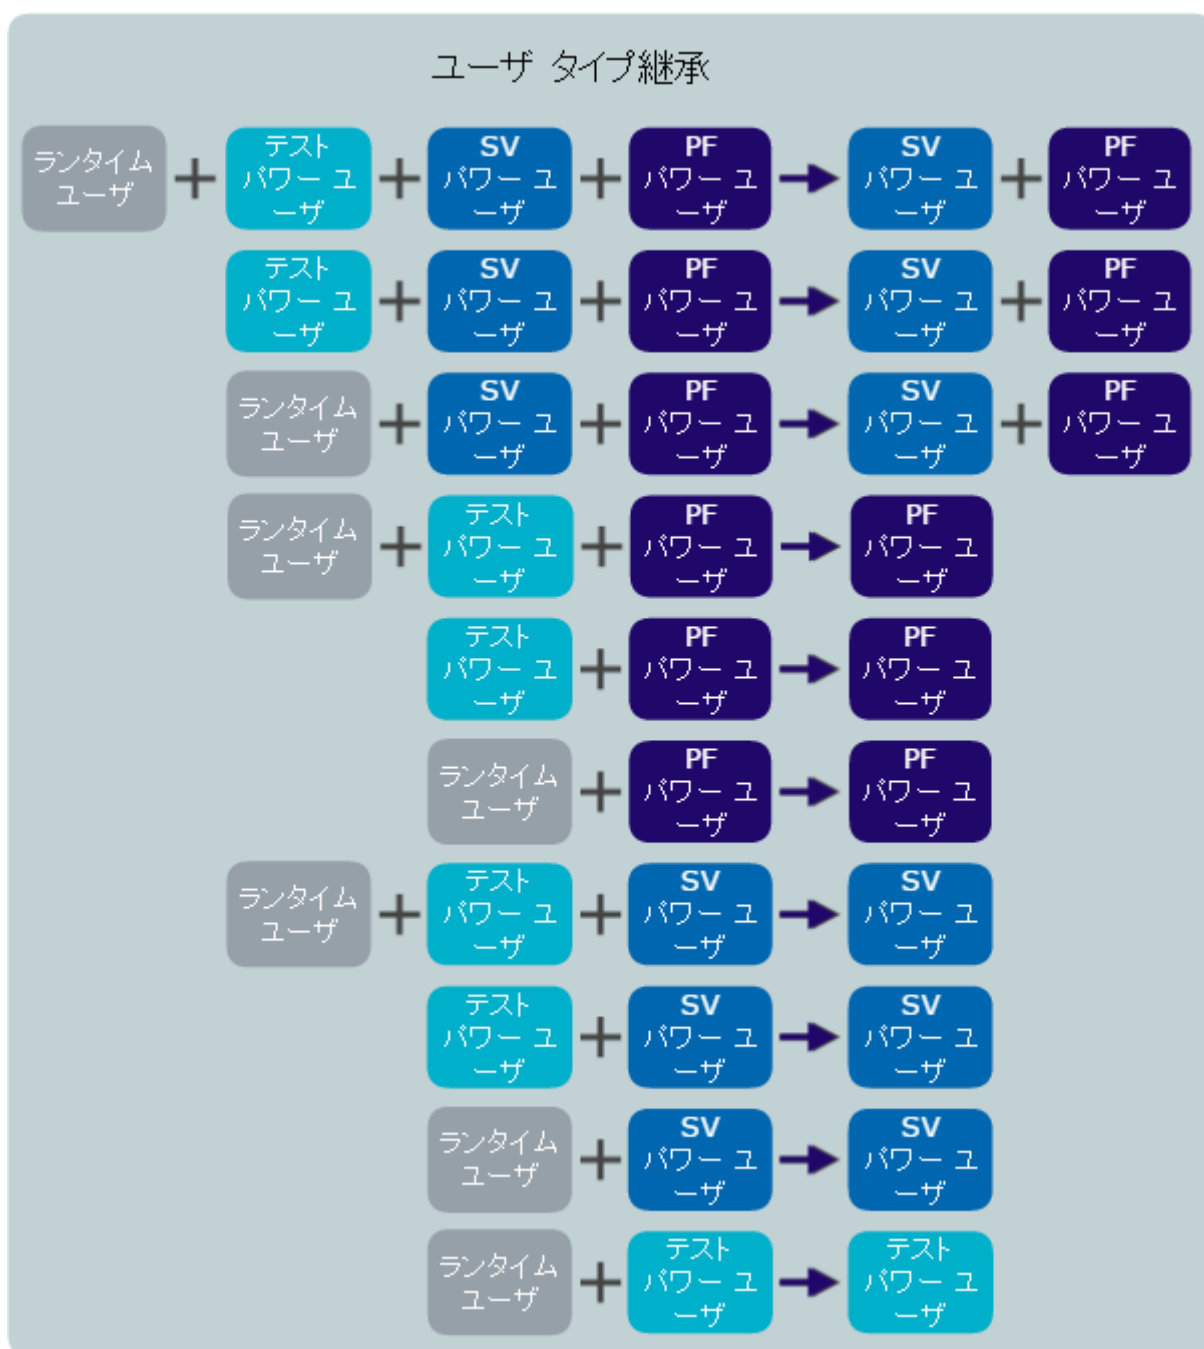 ユーザ タイプ継承
ランタイム
ユーザ
テスト
パワー ユ
ーザ
SV
パワー ユ
ーザ
PF
パワー ユ
ーザ
SV
パワー ユ
ーザ
PF
パワー ユ
ーザ
テスト
パワー ユ
ーザ
SV
パワー ユ
ーザ
PF
パワー ユ
ーザ
SV
パワー ユ
ーザ
PF
パワー ユ
ーザ
ランタイム
ユーザ
SV
パワー ユ
ーザ
PF
パワー ユ
ーザ
SV
パワー ユ
ーザ
PF
パワー ユ
ーザ
ランタイム
ユーザ
テスト
パワー ユ
ーザ
PF
パワー ユ
ーザ
PF
パワー ユ
ーザ
テスト
パワー ユ
ーザ
PF
パワー ユ
ーザ
PF
パワー ユ
ーザ
ランタイム
ユーザ
PF
パワー ユ
ーザ
PF
パワー ユ
ーザ
ランタイム
ユーザ
テスト
パワー ユ
ーザ
SV
パワー ユ
ーザ
SV
パワー ユ
ーザ
テスト
パワー ユ
ーザ
SV
パワー ユ
ーザ
SV
パワー ユ
ーザ
ランタイム
ユーザ
SV
パワー ユ
ーザ
SV
パワー ユ
ーザ
ランタイム
ユーザ
テスト
パワー ユ
ーザ
テスト
パワー ユ
ーザ